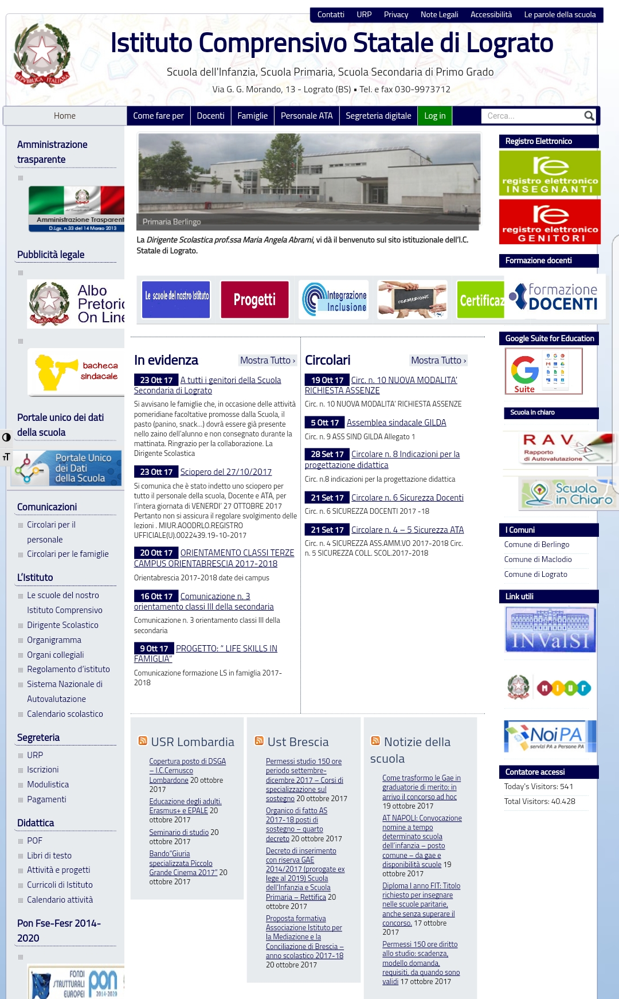 Contatti URP Privacy Note Legali Accessibilità Le parole della scuola
Istituto Comprensivo Statale di Lograto
Scuola dell'Infanzia, Scuola Primaria, Scuola Secondaria di Primo Grado
Via G. G. Morando, 13 - Lograto (BS) ▪ Tel. e fax 030-9973712
REPVBBLICA ITALIANA
Home Come fare per Docenti Famiglie Personale ATA Segreteria digitale Log in Cerca...
Amministrazione
trasparente
Amministrazione Trasparent
D.Lgs. n.33 del 14 Marzo 2013
Pubblicità legale
Albo
Pretoric
On Line
bacheca
sindacale
Portale unico dei dati
della scuola
Portale Unico
dei Dati
della Scuola
Comunicazioni
Circolari per il
personale
Circolari per le famiglie
L’Istituto
Le scuole del nostro
Istituto Comprensivo
Dirigente Scolastico
Organigramma
Organi collegiali
Regolamento d’istituto
Sistema Nazionale di
Autovalutazione
Calendario scolastico
Segreteria
URP
Iscrizioni
Modulistica
Pagamenti
Didattica
POF
Libri di testo
Attività e progetti
Curricoli di Istituto
Calendario attività
Pon Fse-Fesr 2014-
2020
FONDI
STRUTTURALI
EUROPEI
pon
2014-2020
Primaria Berlingo
La Dirigente Scolastica prof.ssa Maria Angela Abrami, vi dà il benvenuto sul sito istituzionale dell’I.C.
Statale di Lograto.
Le scuole del nostro Istituto
Progetti
Integrazione
Inclusione
FORMAZIONE
Certificaz
In evidenza
Mostra Tutto ›
23 Ott 17 A tutti i genitori della Scuola
Secondaria di Lograto
Si avvisano le famiglie che, in occasione delle attività
pomeridiane facoltative promosse dalla Scuola, il
pasto (panino, snack…) dovrà essere già presente
nello zaino dell’alunno e non consegnato durante la
mattinata. Ringrazio per la collaborazione. La
Dirigente Scolastica
23 Ott 17 Sciopero del 27/10/2017
Si comunica che è stato indetto uno sciopero per
tutto il personale della scuola, Docente e ATA, per
l’intera giornata di VENERDI’ 27 OTTOBRE 2017
Pertanto non si assicura il regolare svolgimento delle
lezioni . MIUR.AOODRLO.REGISTRO
UFFICIALE(U).0022439.19-10-2017
20 Ott 17 ORIENTAMENTO CLASSI TERZE
CAMPUS ORIENTABRESCIA 2017-2018
Orientabrescia 2017-2018 date dei campus
16 Ott 17 Comunicazione n. 3
orientamento classi III della secondaria
Comunicazione n. 3 orientamento classi III della
secondaria
9 Ott 17 PROGETTO: “ LIFE SKILLS IN
FAMIGLIA”
Comunicazione formazione LS in famiglia 2017-
2018
Circolari
Mostra Tutto ›
19 Ott 17 Circ. n. 10 NUOVA MODALITA’
RICHIESTA ASSENZE
Circ. n. 10 NUOVA MODALITA’ RICHIESTA ASSENZE
5 Ott 17 Assemblea sindacale GILDA
Circ. n. 9 ASS SIND GILDA Allegato 1
28 Set 17 Circolare n. 8 Indicazioni per la
progettazione didattica
Circ. n.8 indicazioni per la progettazione didattica
21 Set 17 Circolare n. 6 Sicurezza Docenti
Circ. n. 6 SICUREZZA DOCENTI 2017 -18
21 Set 17 Circolare n. 4 – 5 Sicurezza ATA
Circ. n. 4 SICUREZZA ASS.AMM.VO 2017-2018 Circ.
n. 5 SICUREZZA COLL. SCOL.2017-2018
USR Lombardia
Copertura posto di DSGA
– I.C.Cernusco
Lombardone 20 ottobre
2017
Educazione degli adulti.
Erasmus+ e EPALE 20
ottobre 2017
Seminario di studio 20
ottobre 2017
Bando“Giuria
specializzata Piccolo
Grande Cinema 2017” 20
ottobre 2017
Ust Brescia
Permessi studio 150 ore
periodo settembre-
dicembre 2017 – Corsi di
specializzazione sul
sostegno 20 ottobre 2017
Organico di fatto AS
2017-18 posti di
sostegno – quarto
decreto 20 ottobre 2017
Decreto di inserimento
con riserva GAE
2014/2017 (prorogate ex
lege al 2019) Scuola
dell’Infanzia e Scuola
Primaria – Rettifica 20
ottobre 2017
Proposta formativa
Associazione Istituto per
la Mediazione e la
Conciliazione di Brescia –
anno scolastico 2017-18
20 ottobre 2017
Notizie della
scuola
Come trasformo le Gae in
graduatorie di merito: in
arrivo il concorso ad hoc
19 ottobre 2017
AT NAPOLI: Convocazione
nomine a tempo
determinato scuola
dell’infanzia – posto
comune – da gae e
disponibilità scuole 19
ottobre 2017
Diploma I anno FIT: Titolo
richiesto per insegnare
nelle scuole paritarie,
anche senza superare il
concorso. 17 ottobre
2017
Permessi 150 ore diritto
allo studio: scadenza,
modello domanda,
requisiti, da quando sono
validi 17 ottobre 2017
Registro Elettronico
re
registro elettronico
INSEGNANTI
re
registro elettronico
GENITORI
Formazione docenti
formazione
DOCENTI
Google Suite for Education
G
Suite
Scuola in chiaro
RAV
Rapporto
di Autovalutazione
Scuola
in Chiaro
I Comuni
Comune di Berlingo
Comune di Maclodio
Comune di Lograto
Link utili
INValSI
MIUR
NoiPA
servizi PA a Persone PA
Contatore accessi
Today's Visitors: 541
Total Visitors: 40.428